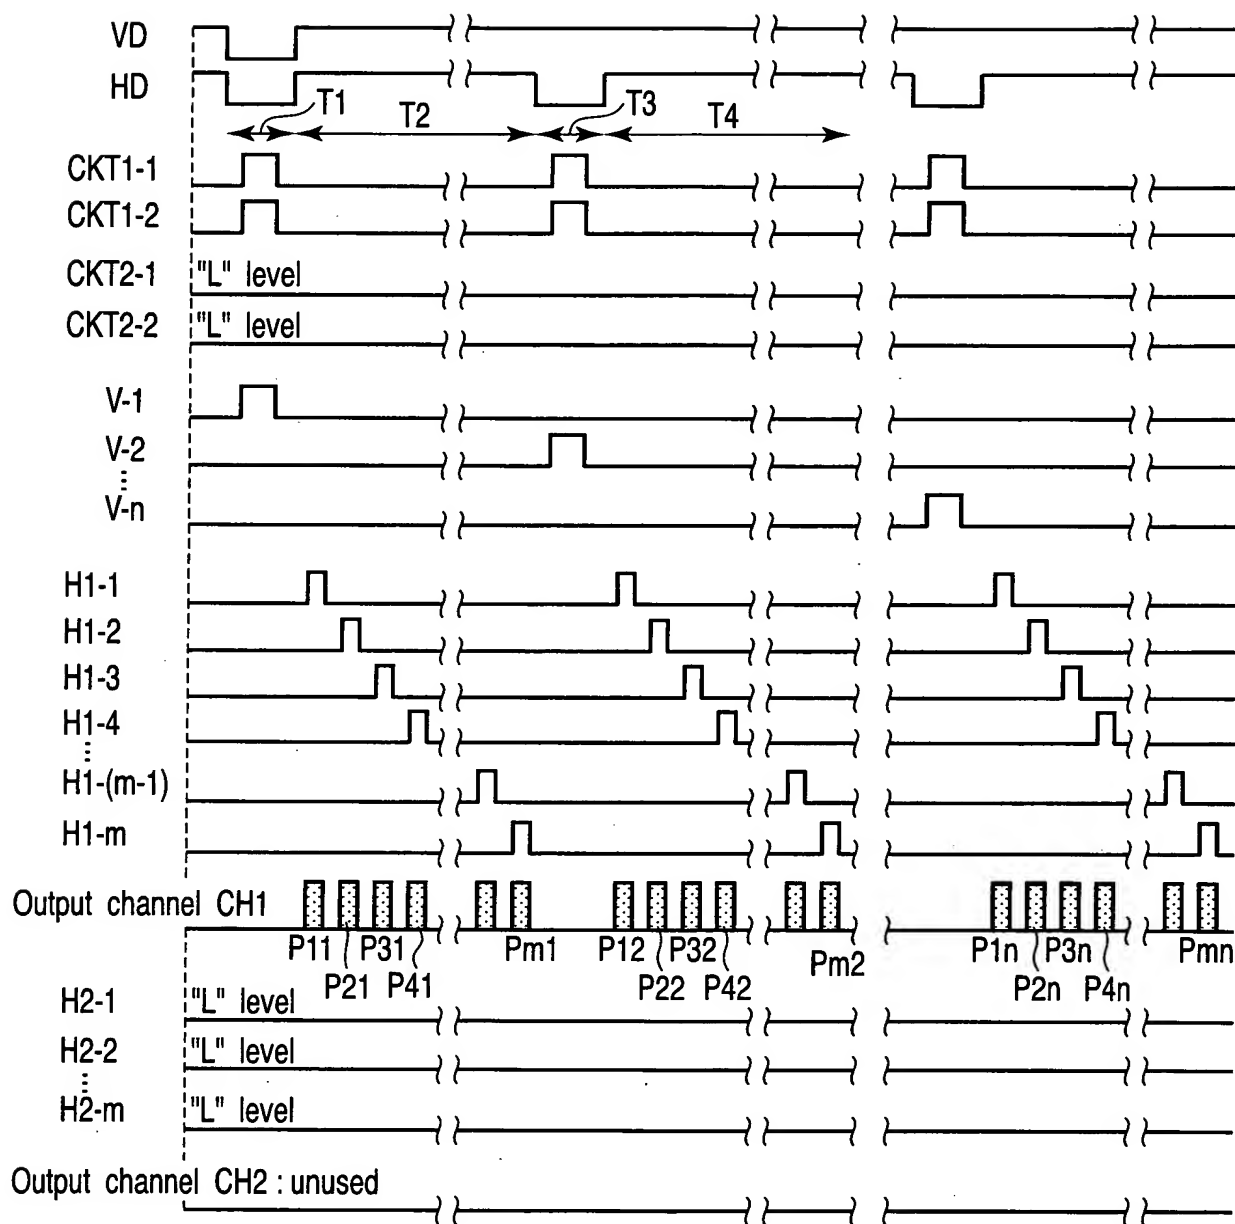 VD
HD
T1 T2 T3 T4
CKT1-1
CKT1-2
CKT2-1 "L" level
CKT2-2 "L" level
V-1
V-2
⋮
V-n
H1-1
H1-2
H1-3
H1-4
⋮
H1-(m-1)
H1-m
Output channel CH1
P11 P31 Pm1 P12 P32 Pm2 P1n P3n Pmn
P21 P41 P22 P42 P2n P4n
H2-1 "L" level
H2-2 "L" level
⋮
H2-m "L" level
Output channel CH2 : unused